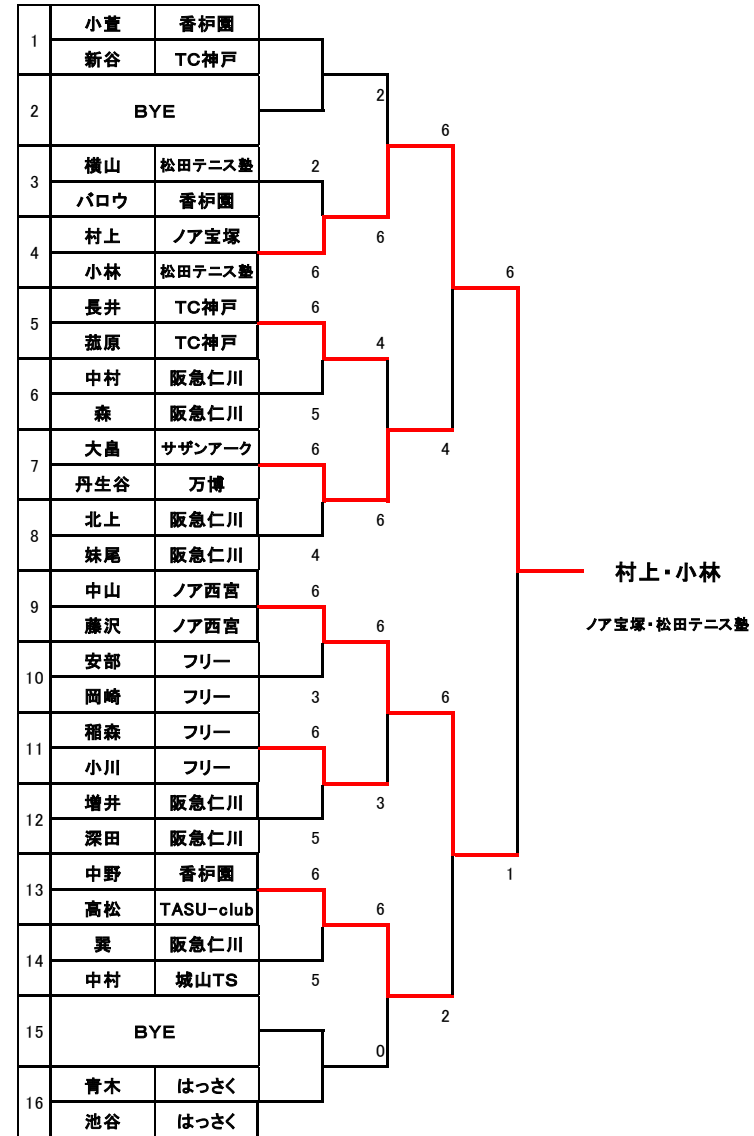 1 小萱 香枦園
新谷 TC神戸
2 BYE
2
6
3 横山 松田テニス塾 2
バロウ 香枦園
4 村上 ノア宝塚 6
小林 松田テニス塾 6 6
5 長井 TC神戸 6
菰原 TC神戸 4
6 中村 阪急仁川
森 阪急仁川 5
7 大畠 サザンアーク 6 4
丹生谷 万博
8 北上 阪急仁川 6
妹尾 阪急仁川 4
村上・小林
9 中山 ノア西宮 6
藤沢 ノア西宮 6
ノア宝塚・松田テニス塾
10 安部 フリー
岡崎 フリー 3 6
11 稲森 フリー 6
小川 フリー
12 増井 阪急仁川 3
深田 阪急仁川 5
13 中野 香枦園 6 1
高松 TASU-club 6
14 巽 阪急仁川
中村 城山TS 5
2
15 BYE
0
16 青木 はっさく
池谷 はっさく